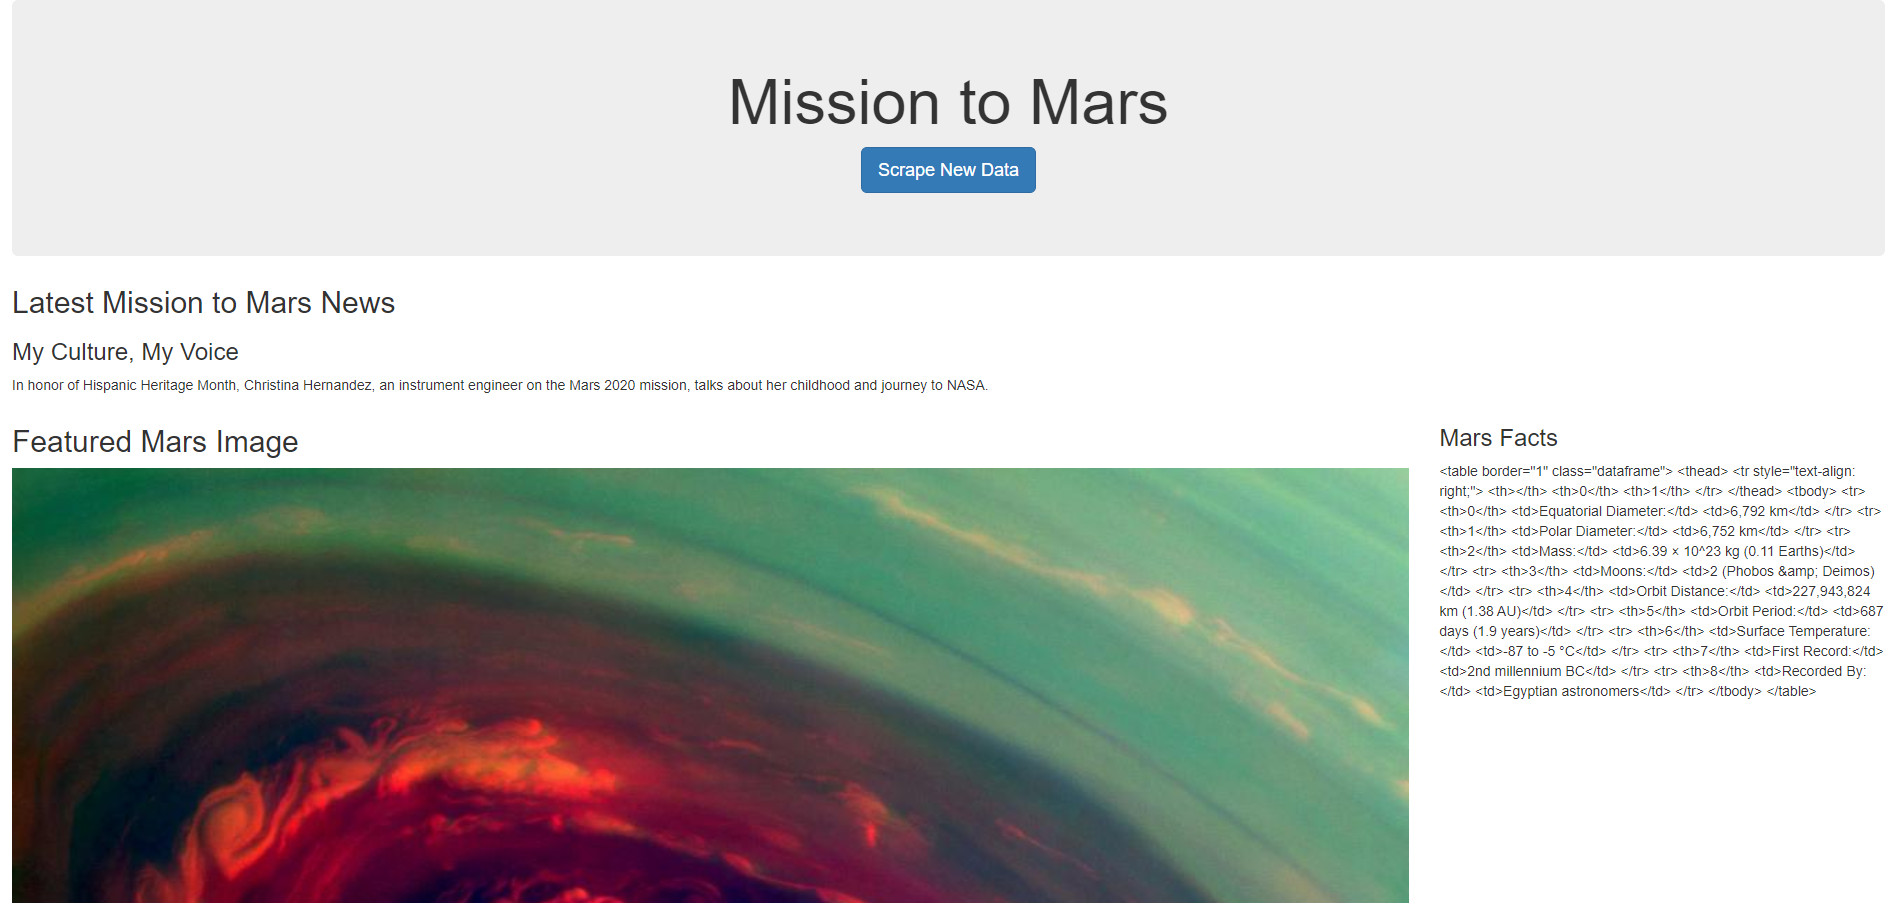 Mission to Mars
Scrape New Data
Latest Mission to Mars News
My Culture, My Voice
In honor of Hispanic Heritage Month, Christina Hernandez, an instrument engineer on the Mars 2020 mission, talks about her childhood and journey to NASA.
Featured Mars Image
Mars Facts
<table border="1" class="dataframe"> <thead> <tr style="text-align:
right;"> <th></th> <th>0</th> <th>1</th> </tr> </thead> <tbody> <tr>
<th>0</th> <td>Equatorial Diameter:</td> <td>6,792 km</td> </tr> <tr>
<th>1</th> <td>Polar Diameter:</td> <td>6,752 km</td> </tr> <tr>
<th>2</th> <td>Mass:</td> <td>6.39 × 10^23 kg (0.11 Earths)</td>
</tr> <tr> <th>3</th> <td>Moons:</td> <td>2 (Phobos &amp; Deimos)
</td> </tr> <tr> <th>4</th> <td>Orbit Distance:</td> <td>227,943,824
km (1.38 AU)</td> </tr> <tr> <th>5</th> <td>Orbit Period:</td> <td>687
days (1.9 years)</td> </tr> <tr> <th>6</th> <td>Surface Temperature:
</td> <td>-87 to -5 °C</td> </tr> <tr> <th>7</th> <td>First Record:</td>
<td>2nd millennium BC</td> </tr> <tr> <th>8</th> <td>Recorded By:
</td> <td>Egyptian astronomers</td> </tr> </tbody> </table>